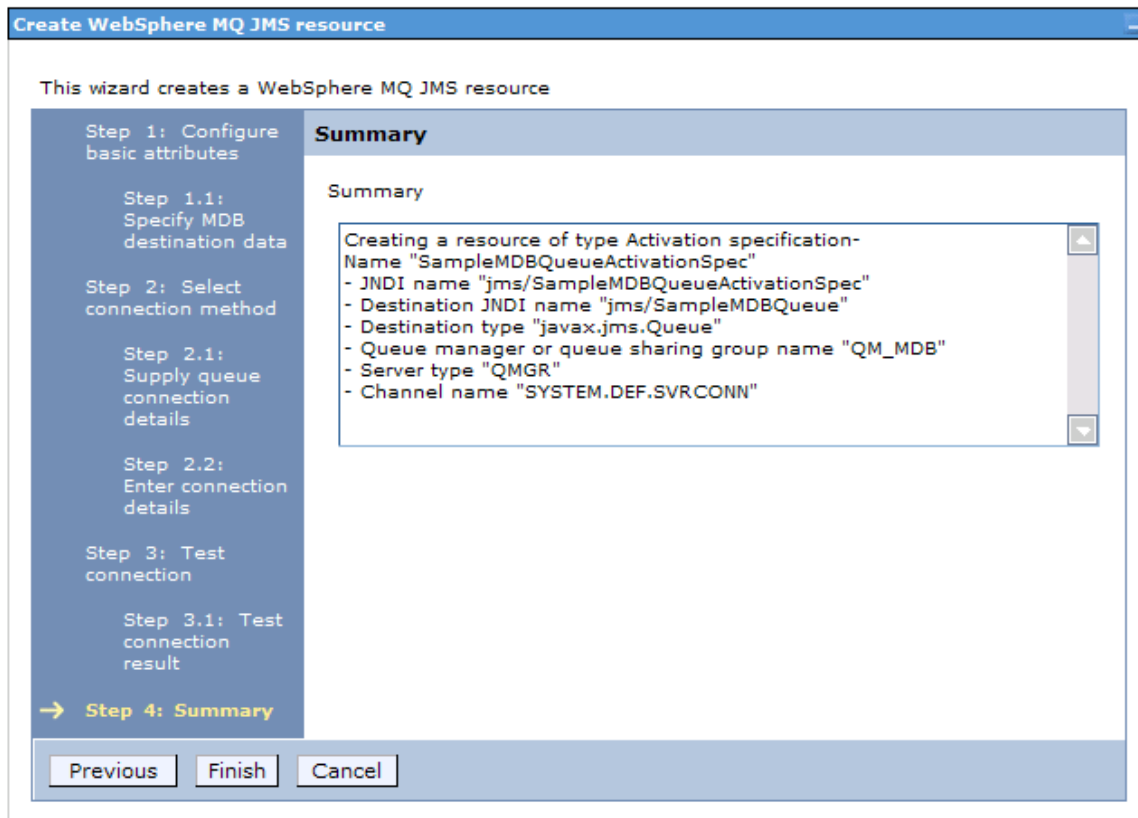 Create WebSphere MQ JMS resource
This wizard creates a WebSphere MQ JMS resource
Step 1: Configure
basic attributes
Step 1.1:
Specify MDB
destination data
Step 2: Select
connection method
Step 2.1:
Supply queue
connection
details
Step 2.2:
Enter connection
details
Step 3: Test
connection
Step 3.1: Test
connection
result
Step 4: Summary
Summary
Summary
Creating a resource of type Activation specification-
Name "SampleMDBQueueActivationSpec"
- JNDI name "jms/SampleMDBQueueActivationSpec"
- Destination JNDI name "jms/SampleMDBQueue"
- Destination type "javax.jms.Queue"
- Queue manager or queue sharing group name "QM_MDB"
- Server type "QMGR"
- Channel name "SYSTEM.DEF.SVRCONN"
Previous Finish Cancel